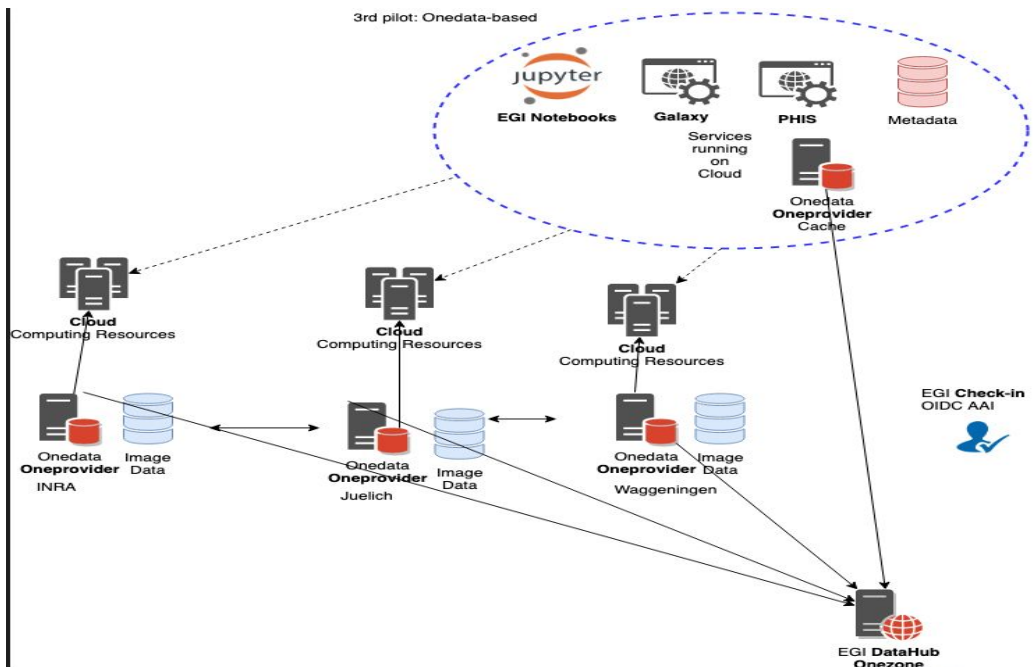 3rd pilot: Onedata-based
jupyter
EGI Notebooks
Galaxy
PHIS
Metadata
Services
running
on
Cloud
Onedata
Oneprovider
Cache
Cloud
Computing Resources
Cloud
Computing Resources
Cloud
Computing Resources
EGI Check-in
OIDC AAI
Onedata
Oneprovider
INRA
Image
Data
Onedata
Oneprovider
Juelich
Image
Data
Onedata
Oneprovider
Waggeningen
Image
Data
EGI DataHub
Onezone